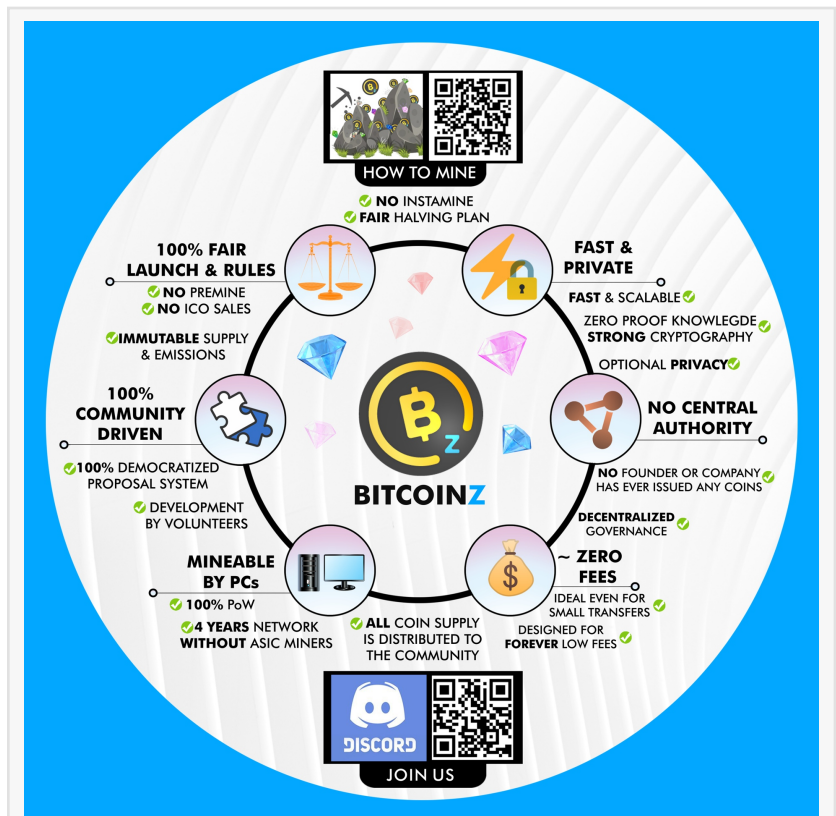 HOW TO MINE
NO INSTAMINE
FAIR HALVING PLAN
100% FAIR
LAUNCH & RULES
NO PREMINE
NO ICO SALES
IMMUTABLE SUPPLY
& EMISSIONS
FAST &
PRIVATE
FAST & SCALABLE
ZERO PROOF KNOWLEGDE
STRONG CRYPTOGRAPHY
OPTIONAL PRIVACY
100%
COMMUNITY
DRIVEN
100% DEMOCRATIZED
PROPOSAL SYSTEM
DEVELOPMENT
BY VOLUNTEERS
B
Z
BITCOINZ
NO CENTRAL
AUTHORITY
NO FOUNDER OR COMPANY
HAS EVER ISSUED ANY COINS
DECENTRALIZED
GOVERNANCE
MINEABLE
BY PCs
100% PoW
4 YEARS NETWORK
WITHOUT ASIC MINERS
ALL COIN SUPPLY
IS DISTRIBUTED TO
THE COMMUNITY
$
~ ZERO
FEES
IDEAL EVEN FOR
SMALL TRANSFERS
DESIGNED FOR
FOREVER LOW FEES
DISCORD
JOIN US